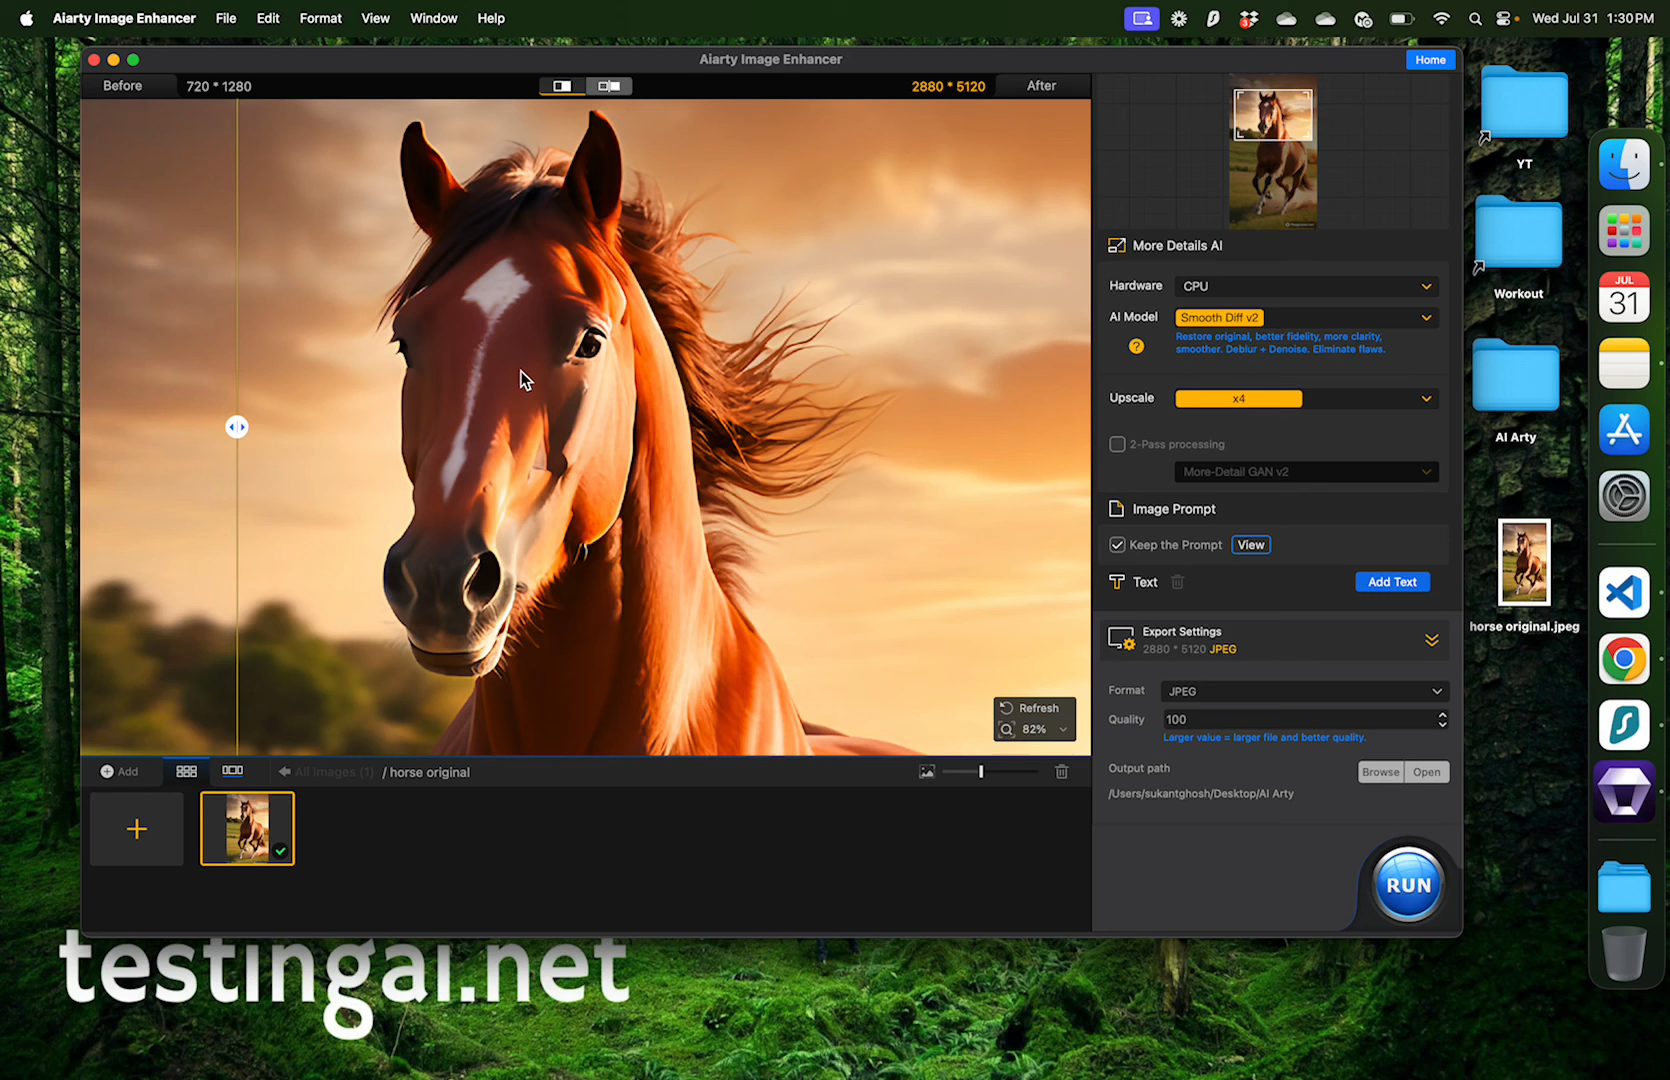 Aiarty Image Enhancer File Edit Format View Window Help
3
Wed Jul 31 1:30 PM
Aiarty Image Enhancer
Home
Before 720 * 1280 2880 * 5120 After
More Details AI
Hardware CPU
AI Model Smooth Diff v2
? Restore original, better fidelity, more clarity,
smoother. Deblur + Denoise. Eliminate flaws.
Upscale x4
2-Pass processing
More-Detail GAN v2
Image Prompt
Keep the Prompt View
Text Add Text
Export Settings
2880 * 5120 JPEG
Format JPEG
Quality 100
Larger value = larger file and better quality.
Output path Browse Open
/Users/sukantghosh/Desktop/AI Arty
RUN
Refresh
82%
Add All Images (1) / horse original
YT
Workout
AI Arty
horse original.jpeg
JUL
31
testingai.net